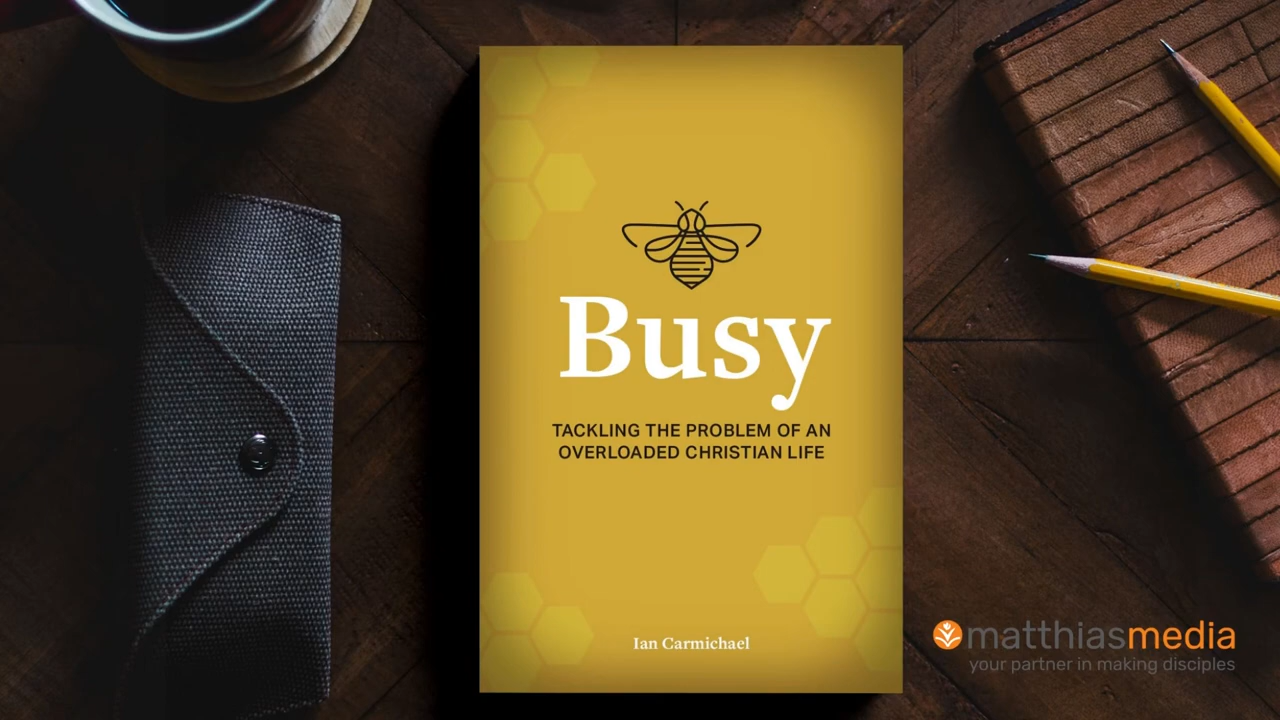 Busy
TACKLING THE PROBLEM OF AN
OVERLOADED CHRISTIAN LIFE
Ian Carmichael
matthiasmedia
your partner in making disciples